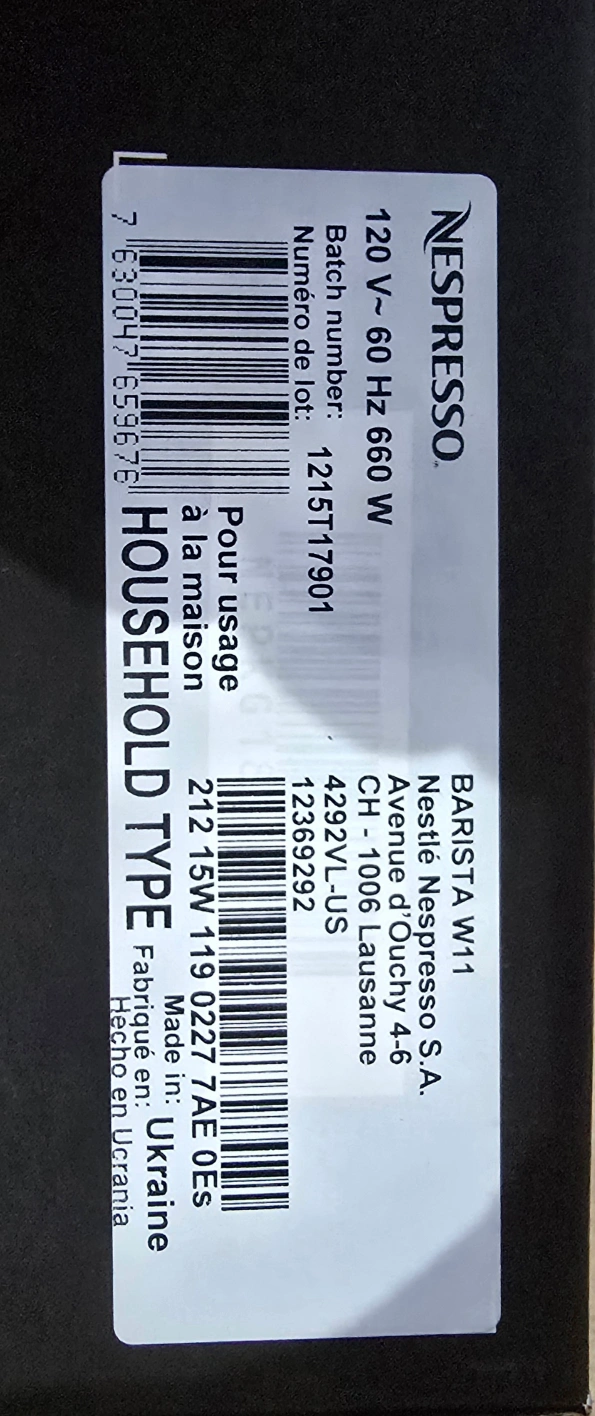 NESPRESSO
120 V~ 60 Hz 660 W
Batch number:
Numéro de lot: 1215T17901
7 630047 659676
Pour usage
à la maison
HOUSEHOLD TYPE
BARISTA W11
Nestlé Nespresso S.A.
Avenue d'Ouchy 4-6
CH - 1006 Lausanne
4292VL-US
12369292
212 15W 119 0227 7AE 0Es
Made in: Ukraine
Fabriqué en:
Hecho en Ucrania